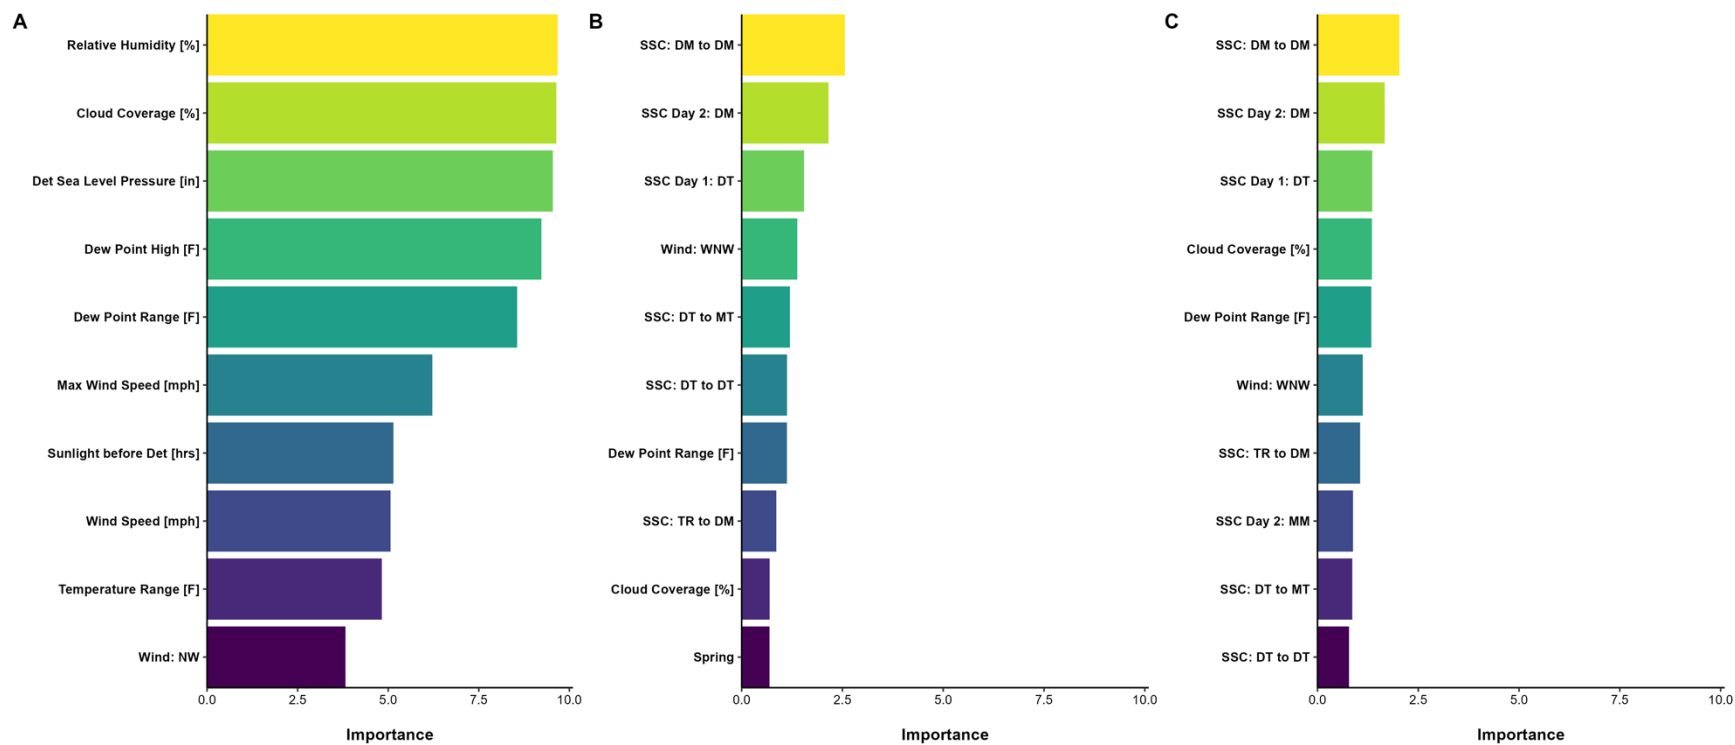 A
Relative Humidity [%]
Cloud Coverage [%]
Det Sea Level Pressure [in]
Dew Point High [F]
Dew Point Range [F]
Max Wind Speed [mph]
Sunlight before Det [hrs]
Wind Speed [mph]
Temperature Range [F]
Wind: NW
0.0 2.5 5.0 7.5 10.0
Importance
B
SSC: DM to DM
SSC Day 2: DM
SSC Day 1: DT
Wind: WNW
SSC: DT to MT
SSC: DT to DT
Dew Point Range [F]
SSC: TR to DM
Cloud Coverage [%]
Spring
0.0 2.5 5.0 7.5 10.0
Importance
C
SSC: DM to DM
SSC Day 2: DM
SSC Day 1: DT
Cloud Coverage [%]
Dew Point Range [F]
Wind: WNW
SSC: TR to DM
SSC Day 2: MM
SSC: DT to MT
SSC: DT to DT
0.0 2.5 5.0 7.5 10.0
Importance